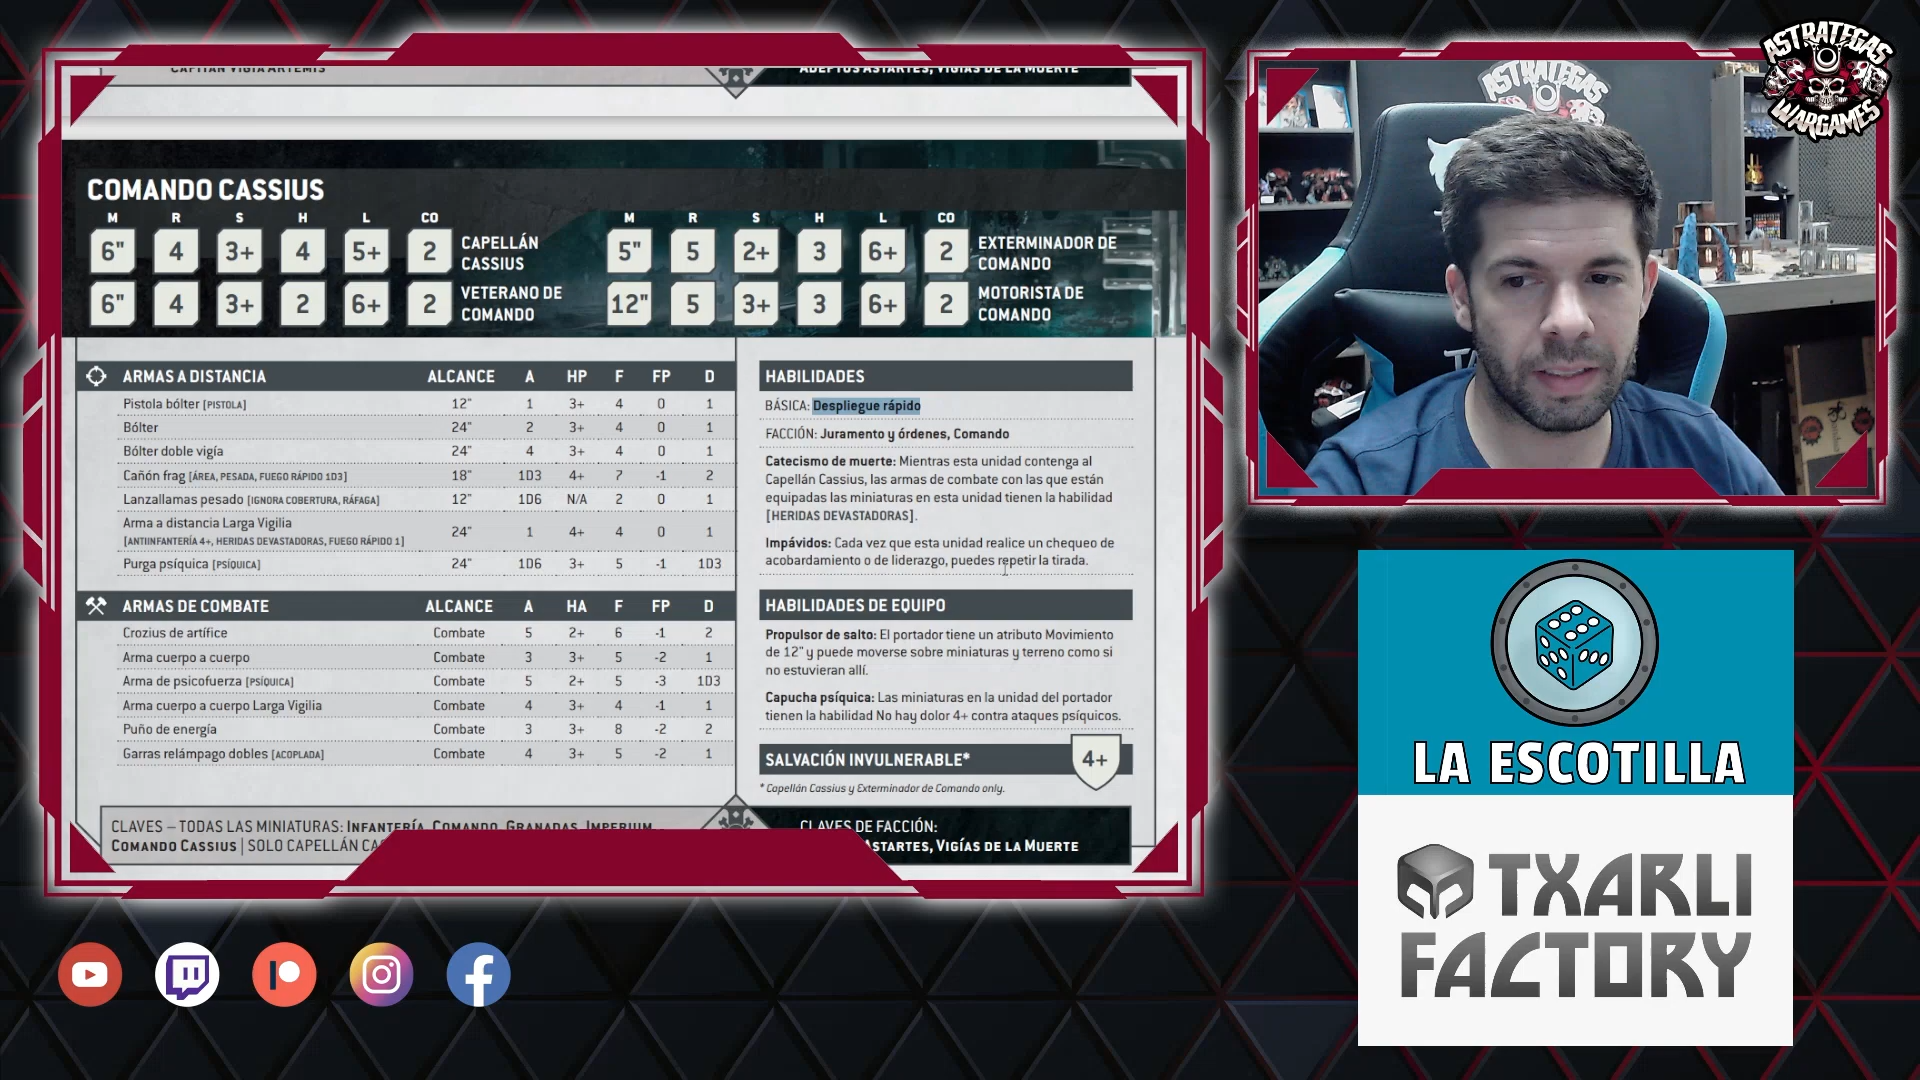 CAPITÁN VIGÍA ARTEMIS
ADEPTUS ASTARTES, VIGÍAS DE LA MUERTE
COMANDO CASSIUS
M R S H L CO
6" 4 3+ 4 5+ 2 CAPELLÁN CASSIUS
6" 4 3+ 2 6+ 2 VETERANO DE COMANDO
M R S H L CO
5" 5 2+ 3 6+ 2 EXTERMINADOR DE COMANDO
12" 5 3+ 3 6+ 2 MOTORISTA DE COMANDO
ARMAS A DISTANCIA ALCANCE A HP F FP D
Pistola bólter [PISTOLA] 12" 1 3+ 4 0 1
Bólter 24" 2 3+ 4 0 1
Bólter doble vigía 24" 4 3+ 4 0 1
Cañón frag [ÁREA, PESADA, FUEGO RÁPIDO 1D3] 18" 1D3 4+ 7 -1 2
Lanzallamas pesado [IGNORA COBERTURA, RÁFAGA] 12" 1D6 N/A 2 0 1
Arma a distancia Larga Vigilia
[ANTIINFANTERÍA 4+, HERIDAS DEVASTADORAS, FUEGO RÁPIDO 1] 24" 1 4+ 4 0 1
Purga psíquica [PSÍQUICA] 24" 1D6 3+ 5 -1 1D3
ARMAS DE COMBATE ALCANCE A HA F FP D
Crozius de artífice Combate 5 2+ 6 -1 2
Arma cuerpo a cuerpo Combate 3 3+ 5 -2 1
Arma de psicofuerza [PSÍQUICA] Combate 5 2+ 5 -3 1D3
Arma cuerpo a cuerpo Larga Vigilia Combate 4 3+ 4 -1 1
Puño de energía Combate 3 3+ 8 -2 2
Garras relámpago dobles [ACOPLADA] Combate 4 3+ 5 -2 1
HABILIDADES
BÁSICA: Despliegue rápido
FACCIÓN: Juramento y órdenes, Comando
Catecismo de muerte: Mientras esta unidad contenga al
Capellán Cassius, las armas de combate con las que están
equipadas las miniaturas en esta unidad tienen la habilidad
[HERIDAS DEVASTADORAS].
Impávidos: Cada vez que esta unidad realice un chequeo de
acobardamiento o de liderazgo, puedes repetir la tirada.
HABILIDADES DE EQUIPO
Propulsor de salto: El portador tiene un atributo Movimiento
de 12" y puede moverse sobre miniaturas y terreno como si
no estuvieran allí.
Capucha psíquica: Las miniaturas en la unidad del portador
tienen la habilidad No hay dolor 4+ contra ataques psíquicos.
SALVACIÓN INVULNERABLE* 4+
* Capellán Cassius y Exterminador de Comando only.
CLAVES – TODAS LAS MINIATURAS: INFANTERÍA, COMANDO, GRANADAS, IMPERIUM,
COMANDO CASSIUS | SOLO CAPELLÁN CAS
CLAVES DE FACCIÓN:
ASTARTES, VIGÍAS DE LA MUERTE
ASTRATEGAS
WARGAMES
ASTRATEGAS
LA ESCOTILLA
TXARLI
FACTORY